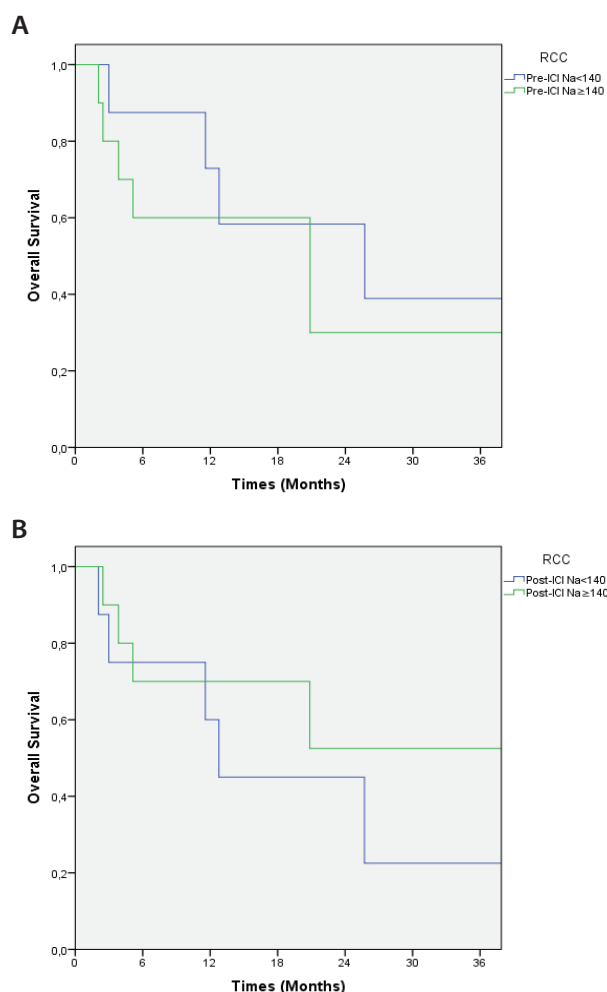 A
RCC
Pre-ICI Na<140
Pre-ICI Na≥140
1,0
0,8
0,6
0,4
0,2
0,0
Overall Survival
0 6 12 18 24 30 36
Times (Months)
B
RCC
Post-ICI Na<140
Post-ICI Na≥140
1,0
0,8
0,6
0,4
0,2
0,0
Overall Survival
0 6 12 18 24 30 36
Times (Months)